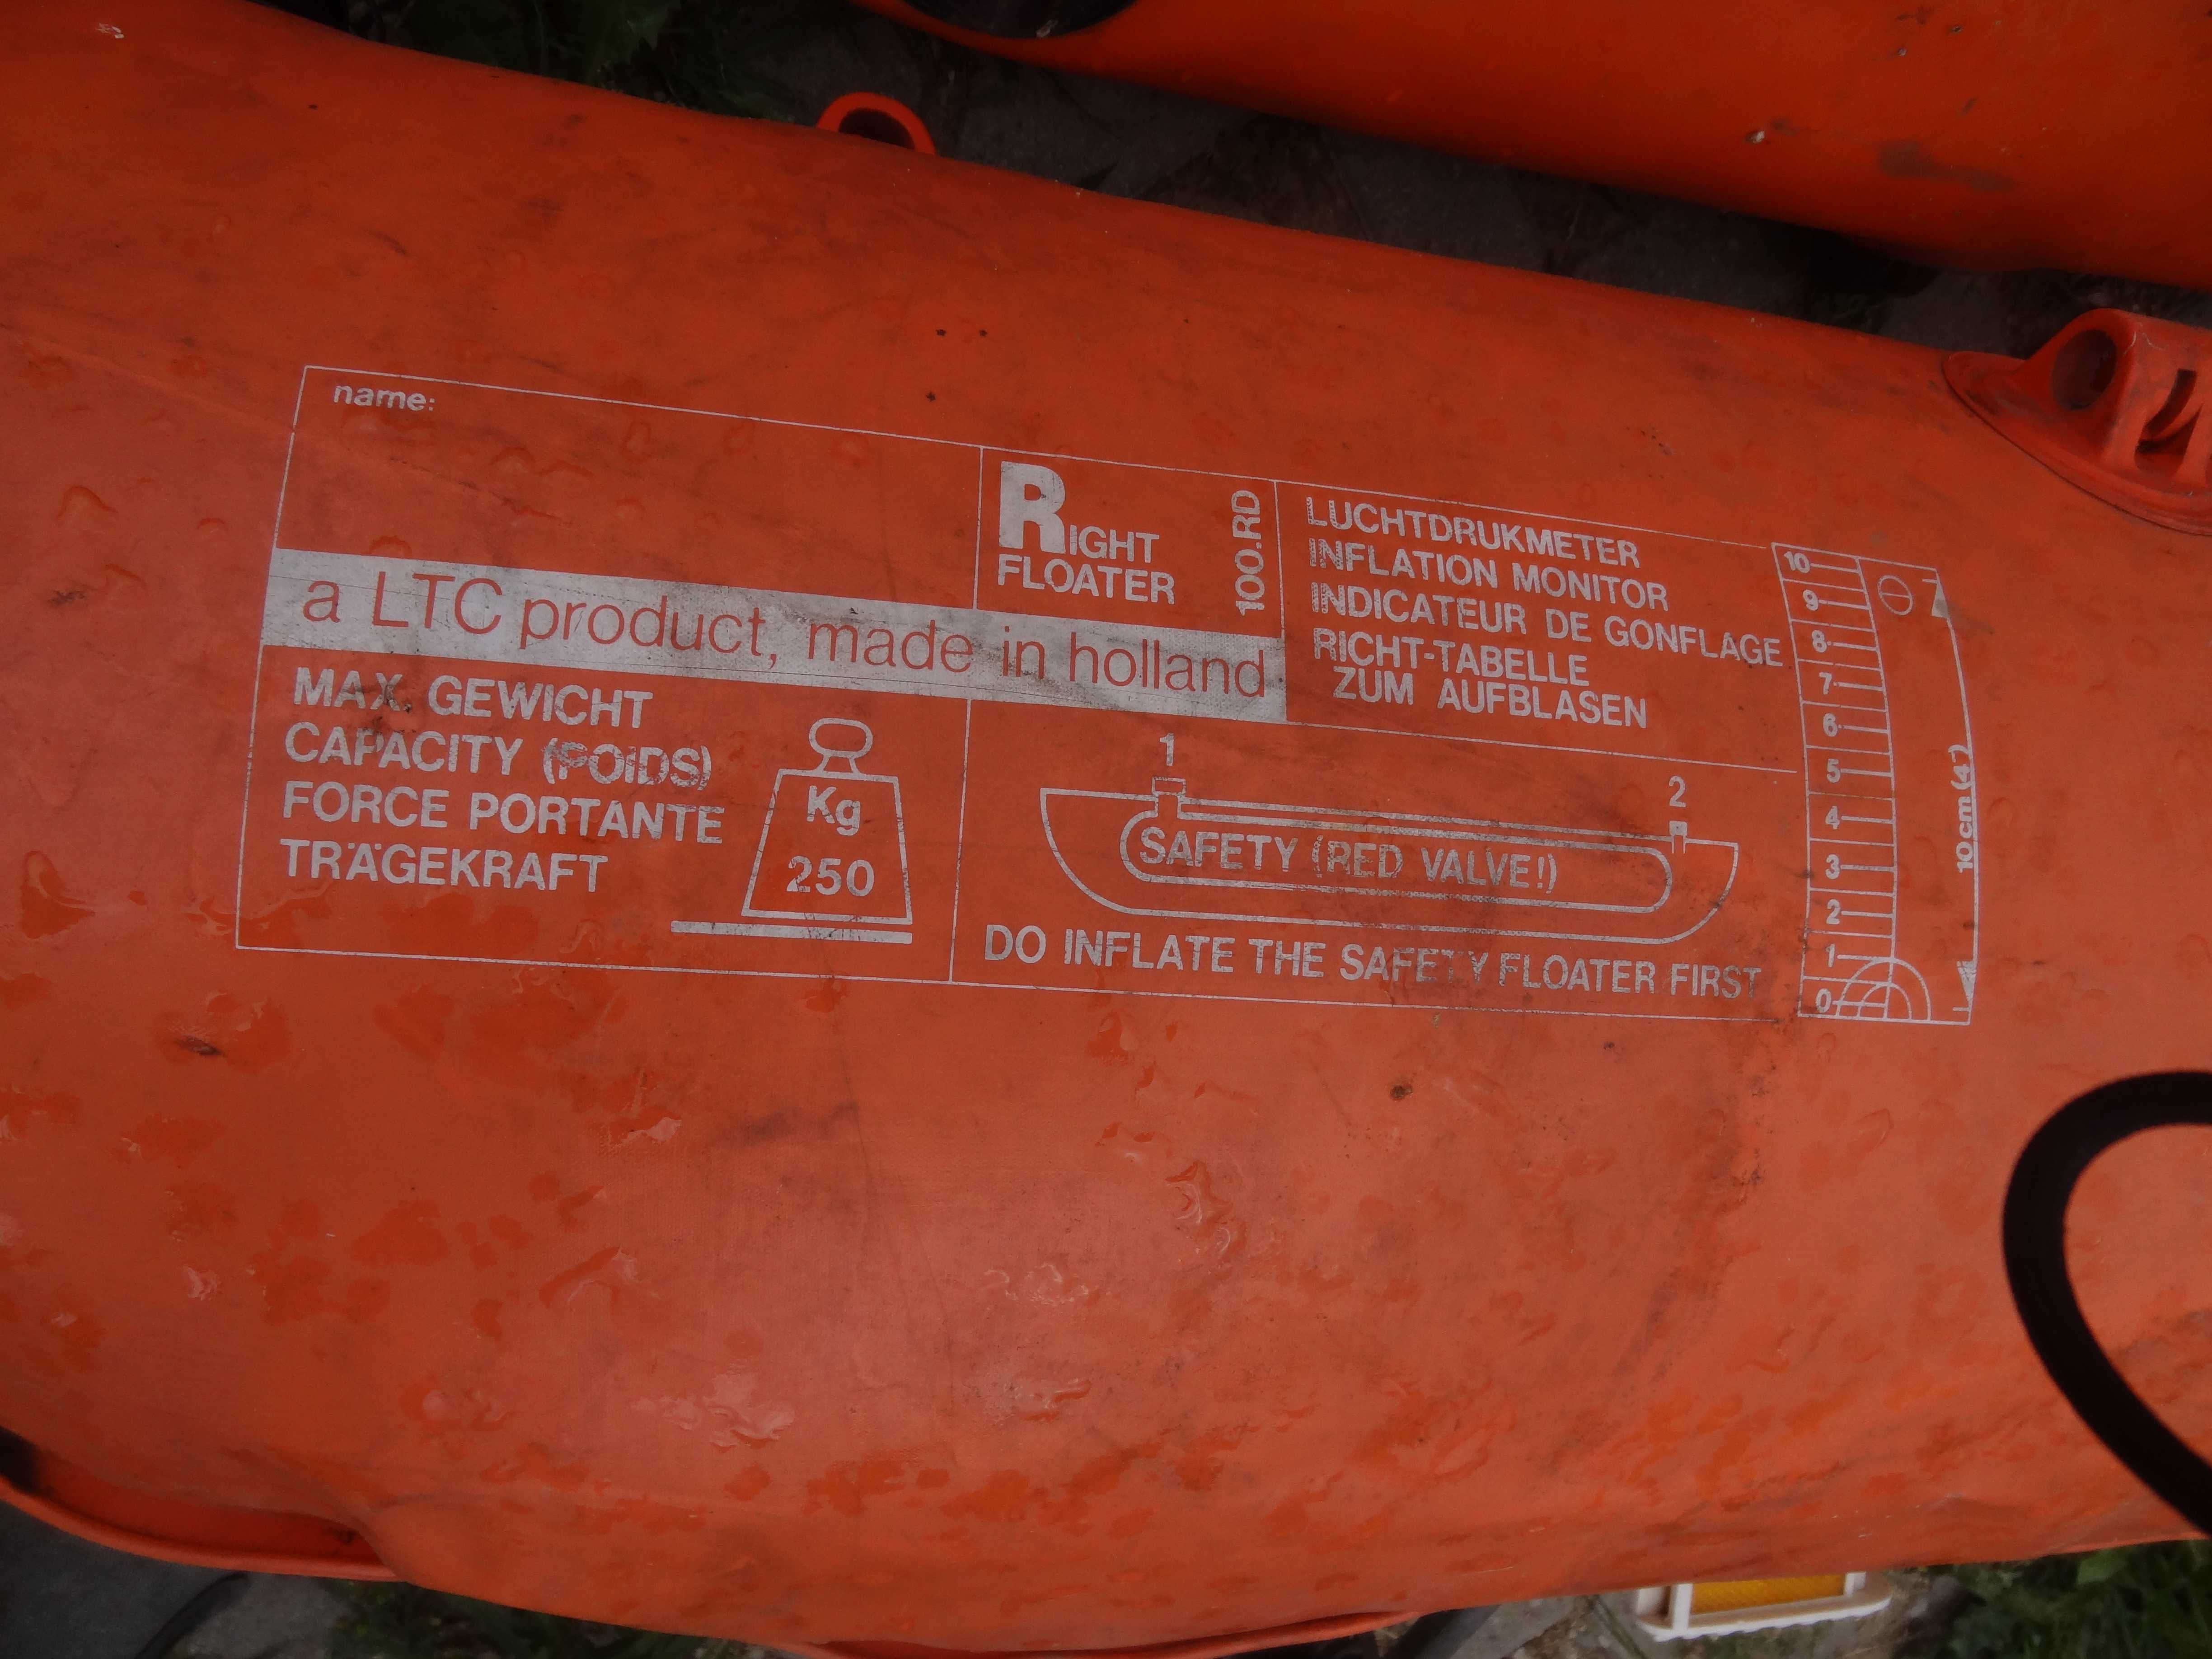 name:
RIGHT
FLOATER
100.RD
a LTC product, made in holland
MAX. GEWICHT
CAPACITY (POIDS)
FORCE PORTANTE
TRÄGEKRAFT
Kg
250
LUCHTDRUKMETER
INFLATION MONITOR
INDICATEUR DE GONFLAGE
RICHT-TABELLE
ZUM AUFBLASEN
1
2
SAFETY (RED VALVE!)
DO INFLATE THE SAFETY FLOATER FIRST
10
9
8
7
6
5
4
3
2
1
0
10cm (4")